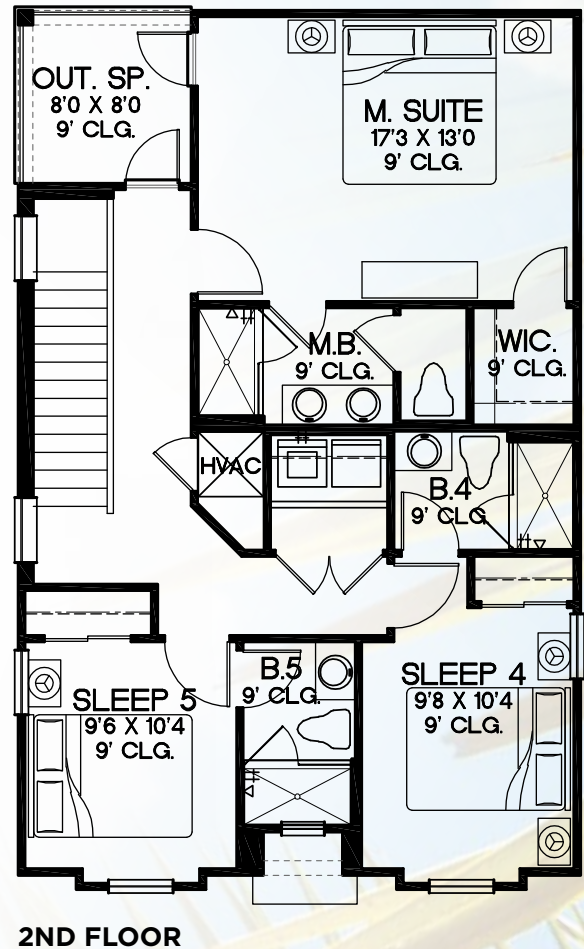 OUT. SP.
8'0 X 8'0
9' CLG.
M. SUITE
17'3 X 13'0
9' CLG.
M.B.
9' CLG.
WIC.
9' CLG.
HVAC
B.4
9' CLG
B.5
9' CLG.
SLEEP 5
9'6 X 10'4
9' CLG.
SLEEP 4
9'8 X 10'4
9' CLG.
2ND FLOOR